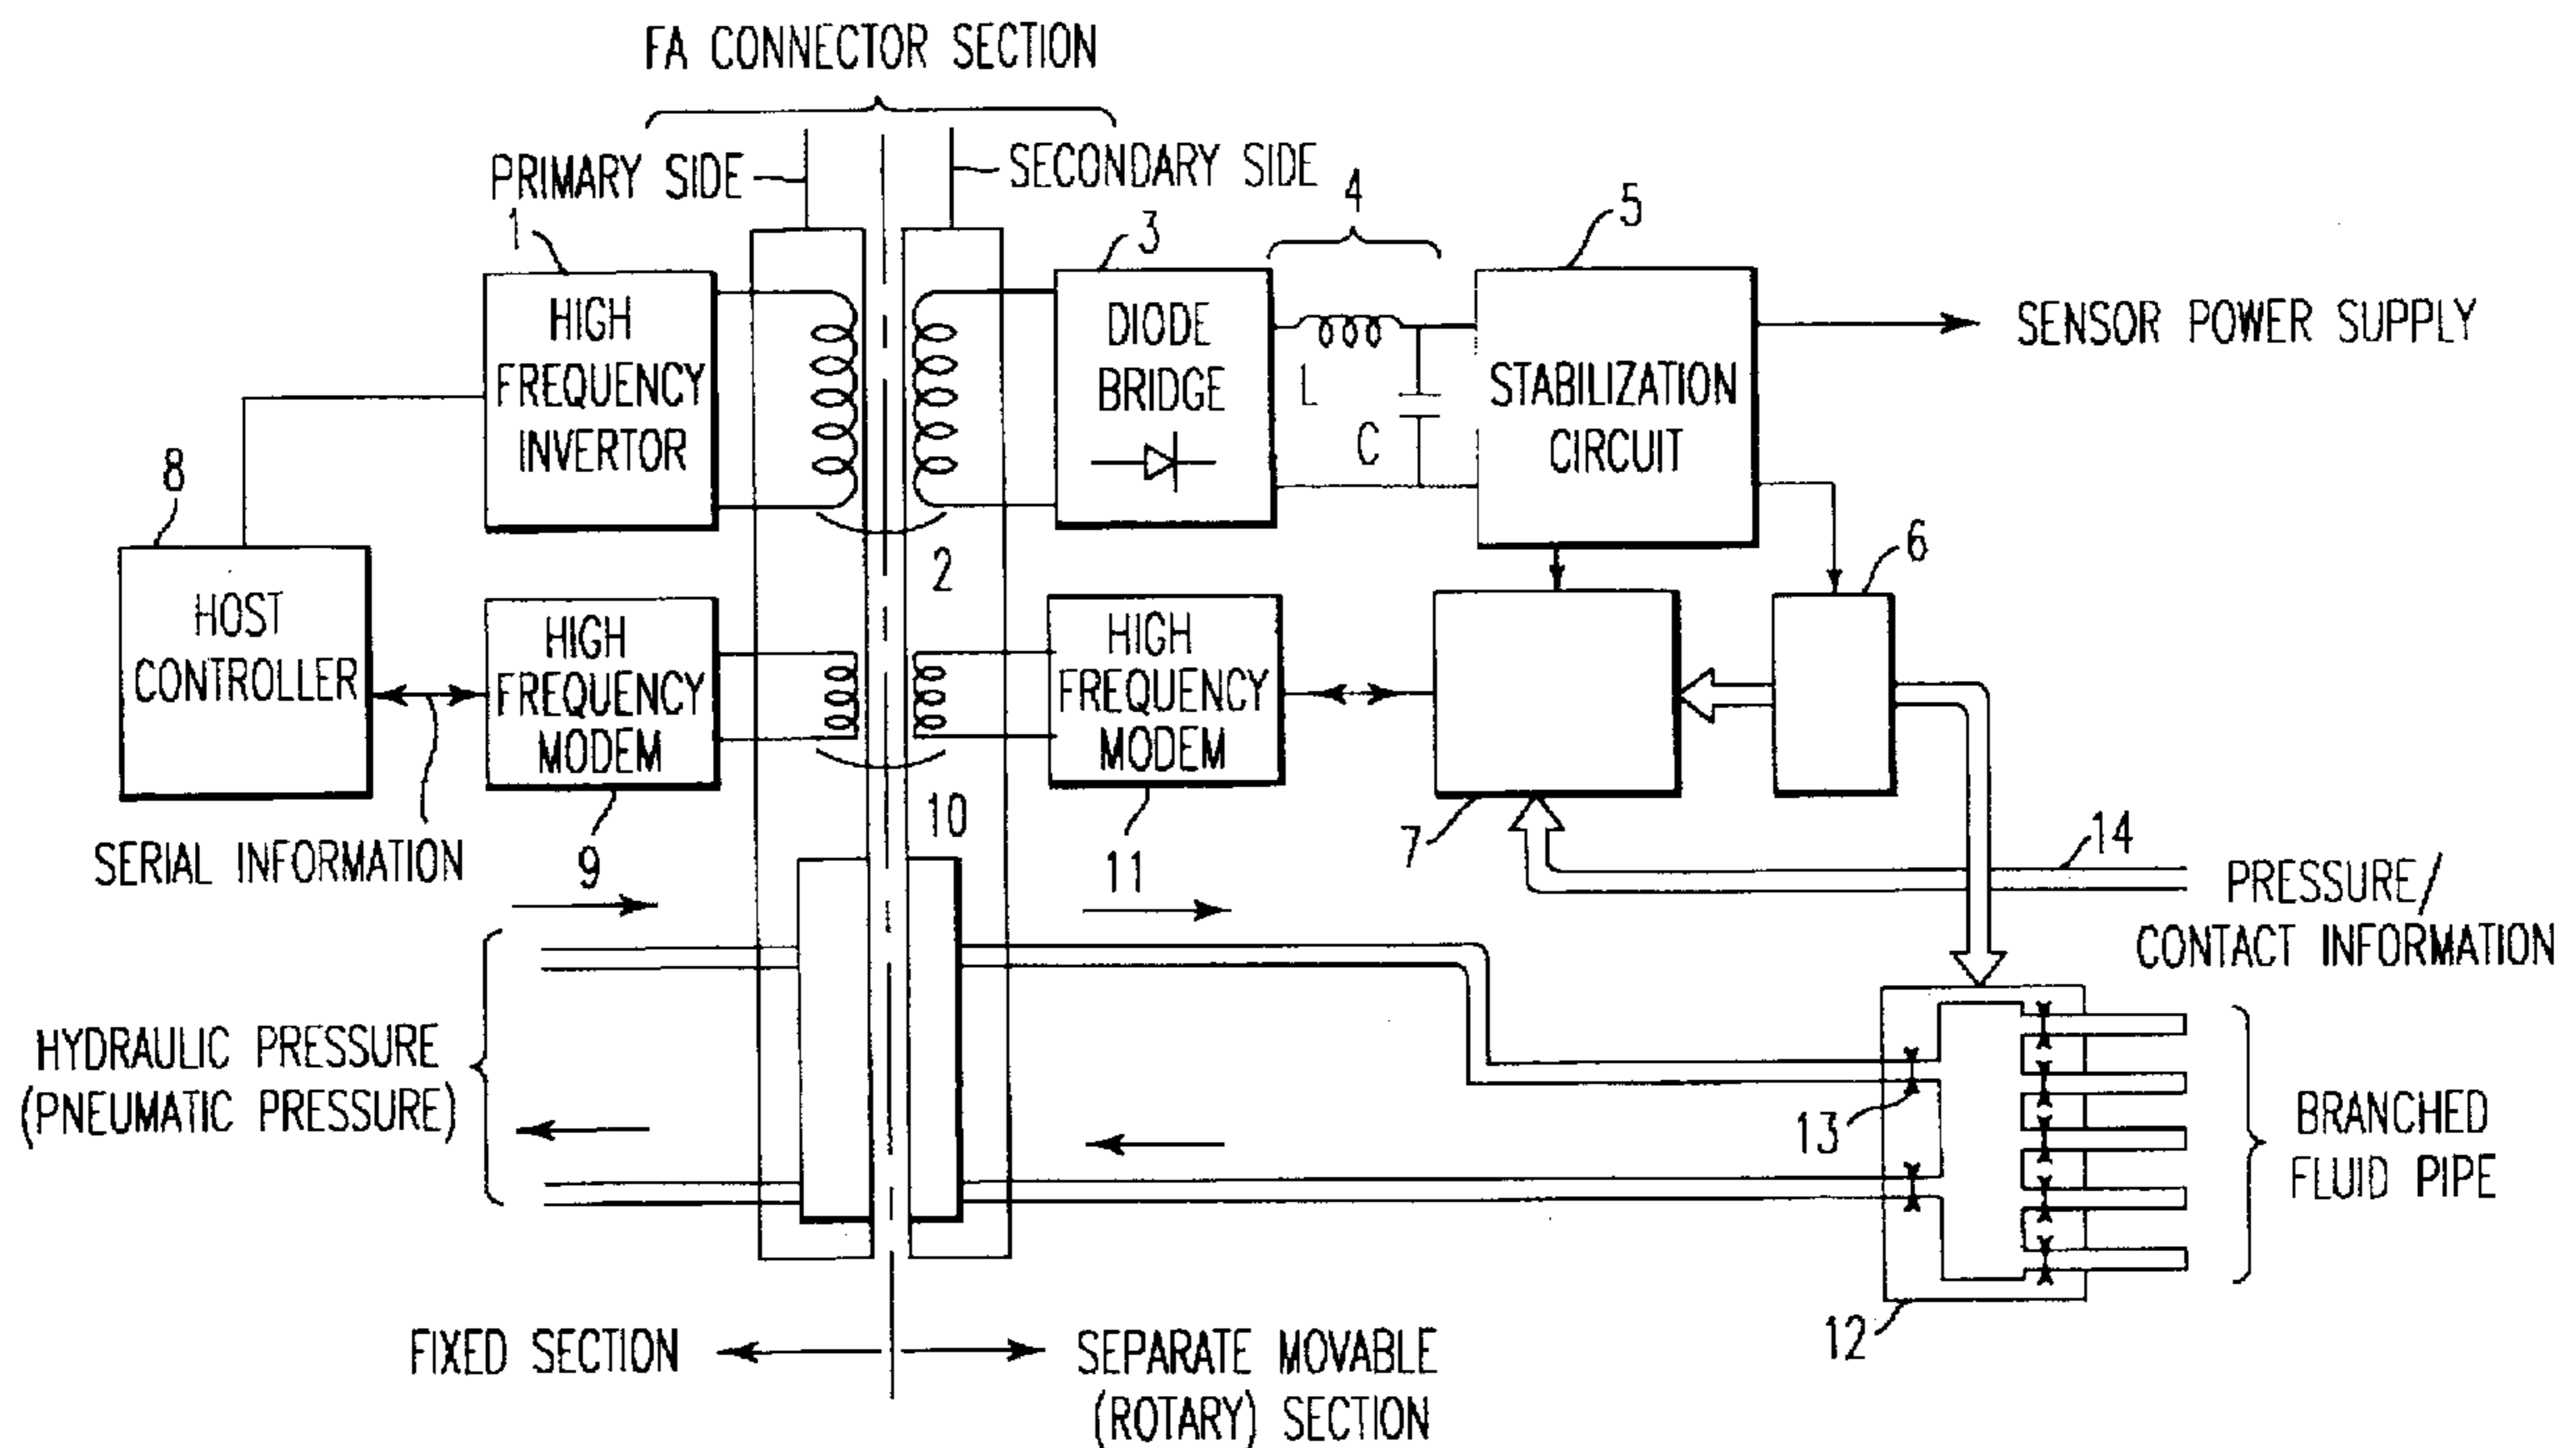 FA CONNECTOR SECTION
PRIMARY SIDE
SECONDARY SIDE
1
3
4
5
HIGH
FREQUENCY
INVERTOR
DIODE
BRIDGE
L
C
STABILIZATION
CIRCUIT
SENSOR POWER SUPPLY
8
2
6
HOST
CONTROLLER
HIGH
FREQUENCY
MODEM
HIGH
FREQUENCY
MODEM
SERIAL INFORMATION
9
10
11
7
14
PRESSURE/
CONTACT INFORMATION
HYDRAULIC PRESSURE
(PNEUMATIC PRESSURE)
13
BRANCHED
FLUID PIPE
12
FIXED SECTION
SEPARATE MOVABLE
(ROTARY) SECTION